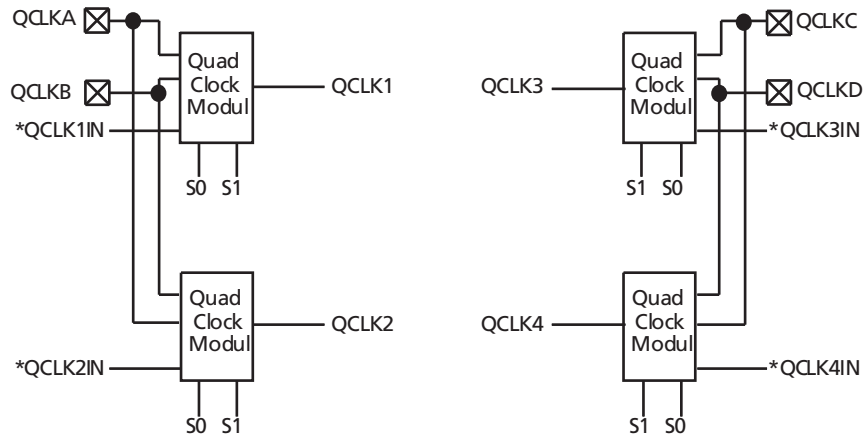 QCLKA
QCLKB
*QCLK1IN
Quad
Clock
Modul
QCLK1
S0 S1
QCLK3
Quad
Clock
Modul
QCLKC
QCLKD
*QCLK3IN
S1 S0
*QCLK2IN
Quad
Clock
Modul
QCLK2
S0 S1
QCLK4
Quad
Clock
Modul
*QCLK4IN
S1 S0